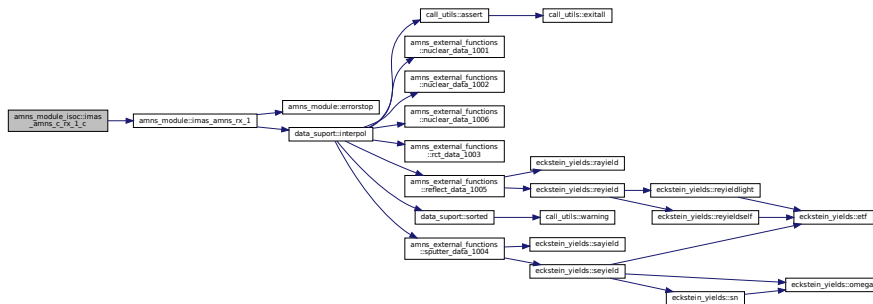 call_utils::assert
call_utils::exitall
amns_external_functions
::nuclear_data_1001
amns_external_functions
::nuclear_data_1002
amns_module::errorstop
amns_module_isoc::imas
_amns_c_rx_1_c
amns_module::imas_amns_rx_1
amns_external_functions
::nuclear_data_1006
data_suport::interpol
amns_external_functions
::rct_data_1003
eckstein_yields::rayield
amns_external_functions
::reflect_data_1005
eckstein_yields::reyield
eckstein_yields::reyieldlight
data_support::sorted
call_utils::warning
eckstein_yields::reyieldself
eckstein_yields::etf
amns_external_functions
::sputter_data_1004
eckstein_yields::sayield
eckstein_yields::seyield
eckstein_yields::omega
eckstein_yields::sn